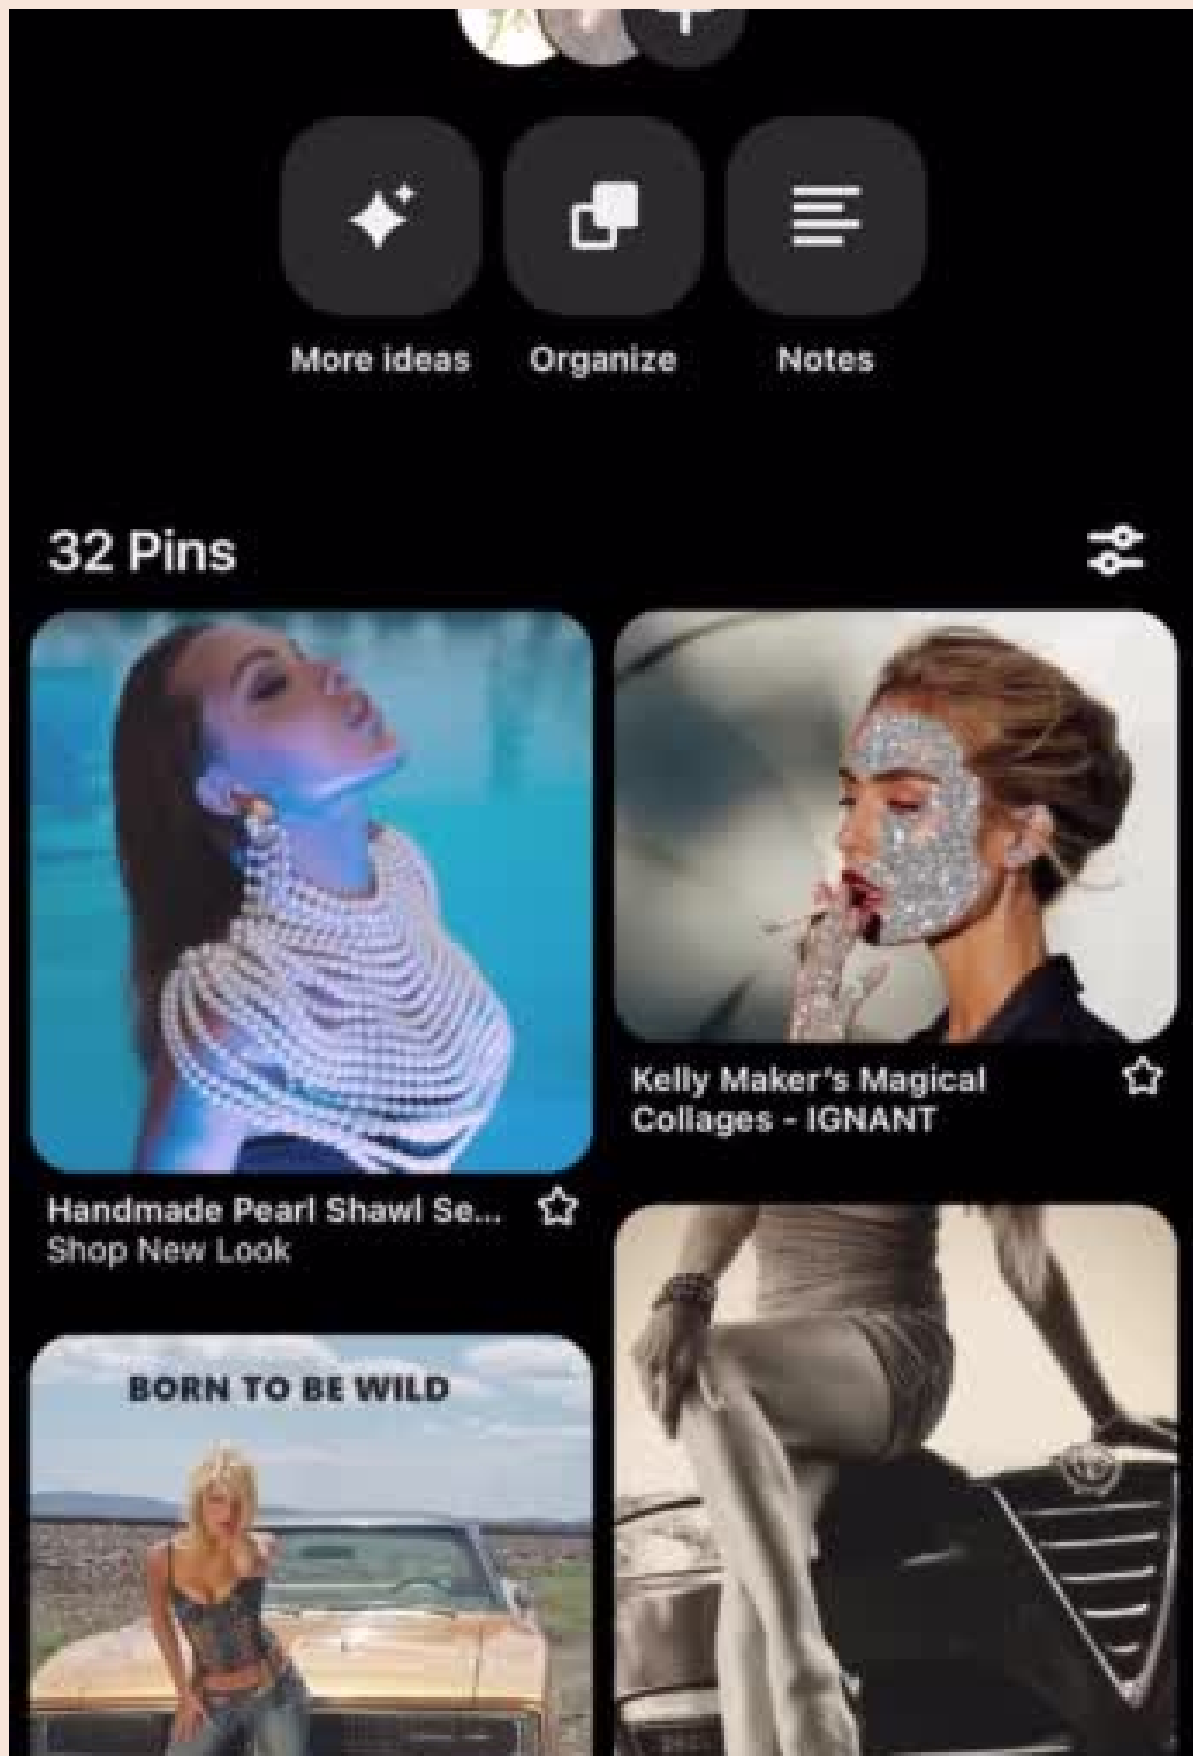 More ideas
Organize
Notes
32 Pins
Kelly Maker's Magical
Collages - IGNANT
Handmade Pearl Shawl Se...
Shop New Look
BORN TO BE WILD